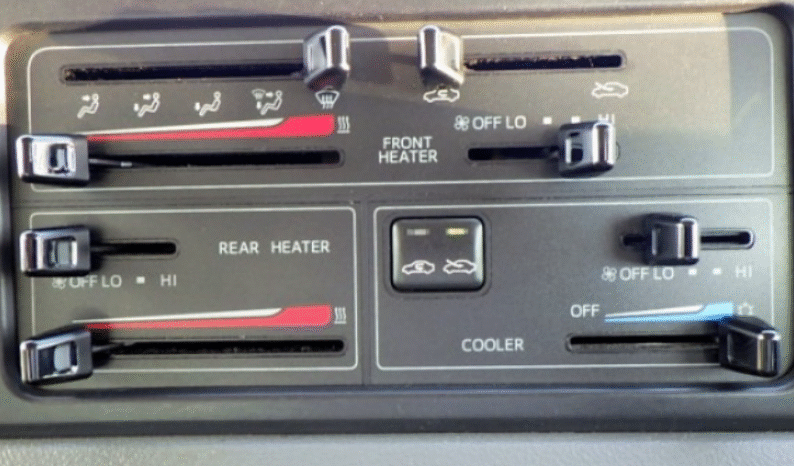 OFF LO HI
FRONT
HEATER
REAR HEATER
OFF LO HI
OFF LO HI
OFF
COOLER